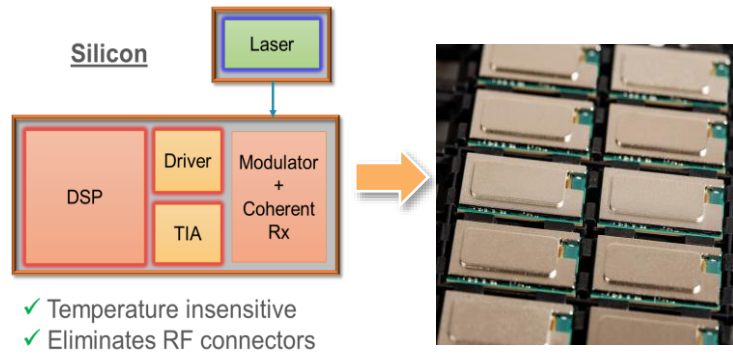 Silicon
Laser
DSP
Driver
TIA
Modulator
+
Coherent
Rx
✓ Temperature insensitive
✓ Eliminates RF connectors